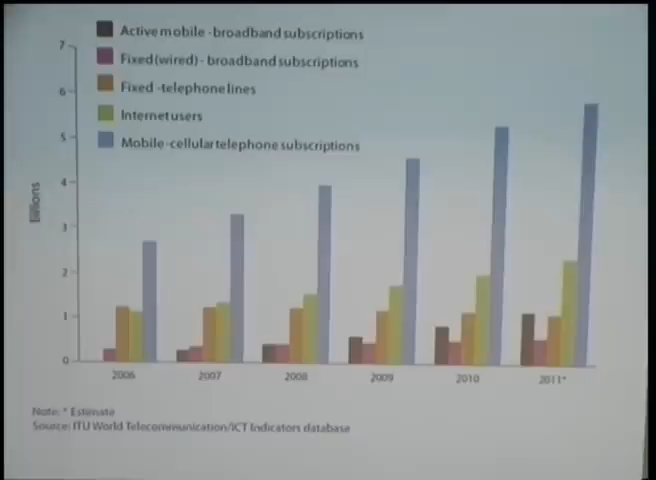 Active mobile - broadband subscriptions
Fixed (wired) - broadband subscriptions
Fixed - telephone lines
Internet users
Mobile - cellular telephone subscriptions
7
6
5
4
3
2
1
0
Billions
2006
2007
2008
2009
2010
2011*
Note: * Estimate
Source: ITU World Telecommunication/ICT Indicators database